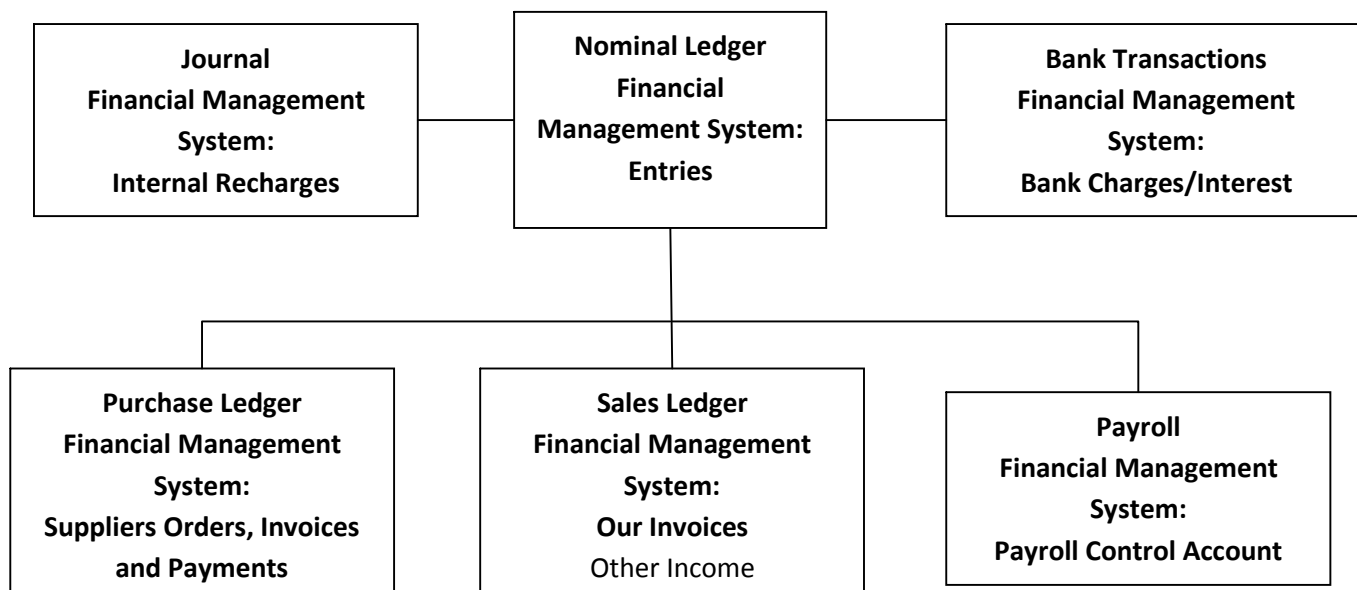 Journal
Financial Management
System:
Internal Recharges
Nominal Ledger
Financial
Management System:
Entries
Bank Transactions
Financial Management
System:
Bank Charges/Interest
Purchase Ledger
Financial Management
System:
Suppliers Orders, Invoices
and Payments
Sales Ledger
Financial Management
System:
Our Invoices
Other Income
Payroll
Financial Management
System:
Payroll Control Account